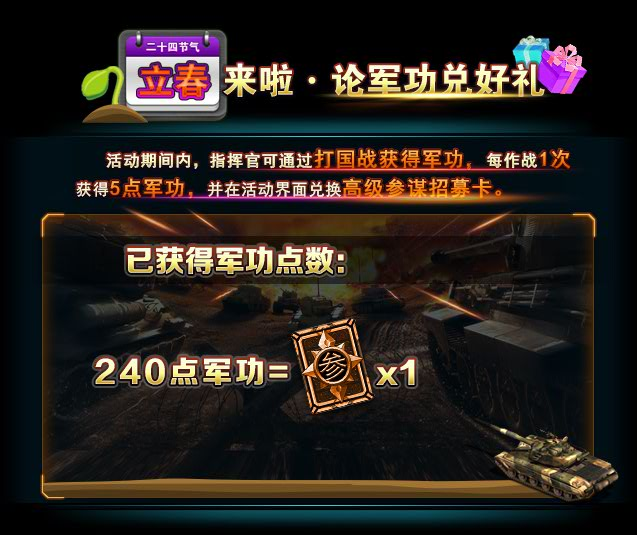 二十四节气
立春来啦·论军功兑好礼
活动期间内，指挥官可通过打国战获得军功，每作战1次
获得5点军功，并在活动界面兑换高级参谋招募卡。
已获得军功点数:
240点军功=参x1